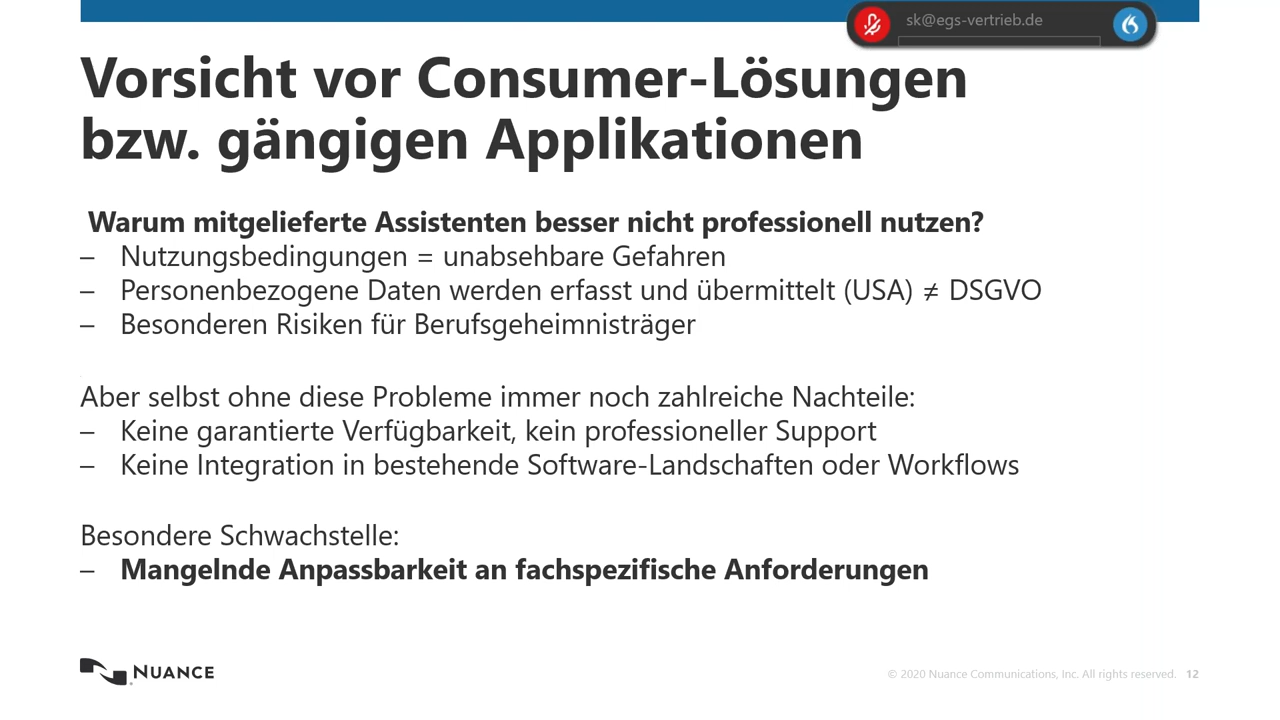 sk@egs-vertrieb.de
Vorsicht vor Consumer-Lösungen
bzw. gängigen Applikationen
Warum mitgelieferte Assistenten besser nicht professionell nutzen?
– Nutzungsbedingungen = unabsehbare Gefahren
– Personenbezogene Daten werden erfasst und übermittelt (USA) ≠ DSGVO
– Besonderen Risiken für Berufsgeheimnisträger
Aber selbst ohne diese Probleme immer noch zahlreiche Nachteile:
– Keine garantierte Verfügbarkeit, kein professioneller Support
– Keine Integration in bestehende Software-Landschaften oder Workflows
Besondere Schwachstelle:
– Mangelnde Anpassbarkeit an fachspezifische Anforderungen
NUANCE
© 2020 Nuance Communications, Inc. All rights reserved. 12